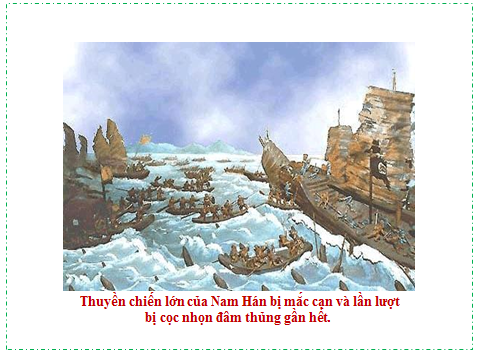 Thuyền chiến lớn của Nam Hán bị mắc cạn và lần lượt
bị cọc nhọn đâm thủng gần hết.